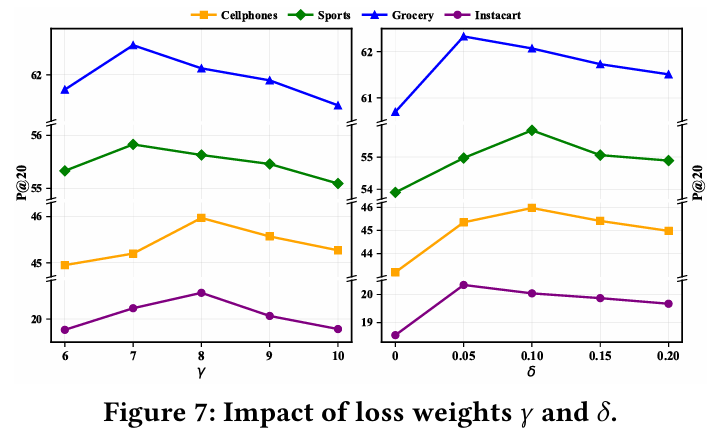 Cellphones Sports Grocery Instacart
P@20
62
56
55
46
45
20
6 7 8 9 10
γ
62
61
55
54
46
45
44
20
19
0 0.05 0.10 0.15 0.20
δ
P@20
Figure 7: Impact of loss weights γ and δ.